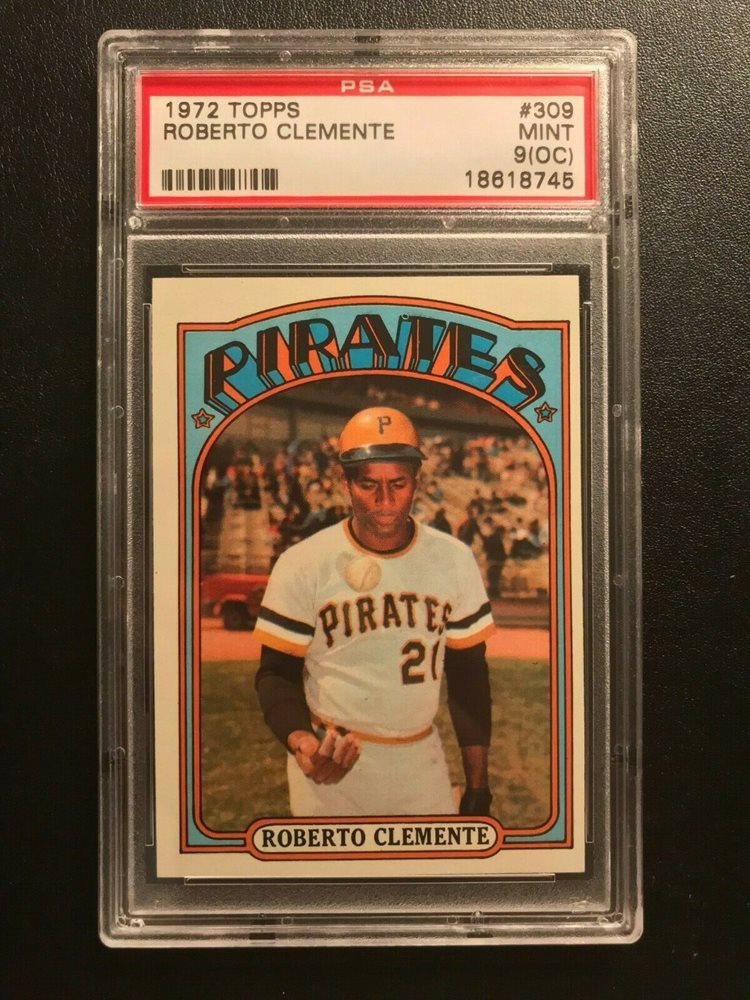 PSA
1972 TOPPS #309
ROBERTO CLEMENTE MINT
9(OC)
18618745
PIRATES
P
PIRATES
21
ROBERTO CLEMENTE